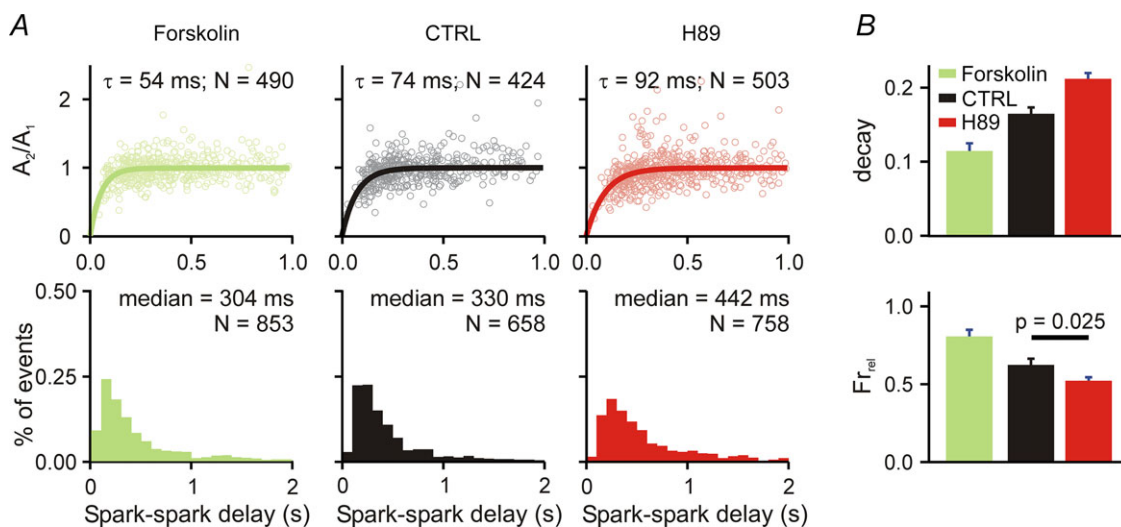 A
Forskolin
CTRL
H89
B
τ = 54 ms; N = 490
τ = 74 ms; N = 424
τ = 92 ms; N = 503
A2/A1
2
1
0
0.0 0.5 1.0
0.0 0.5 1.0
0.0 0.5 1.0
decay
0.2
0.1
0.0
Forskolin
CTRL
H89
% of events
0.50
0.25
0.00
median = 304 ms
N = 853
median = 330 ms
N = 658
median = 442 ms
N = 758
0 1 2
0 1 2
0 1 2
Spark-spark delay (s)
Spark-spark delay (s)
Spark-spark delay (s)
Frrel
1.0
0.5
0.0
p = 0.025